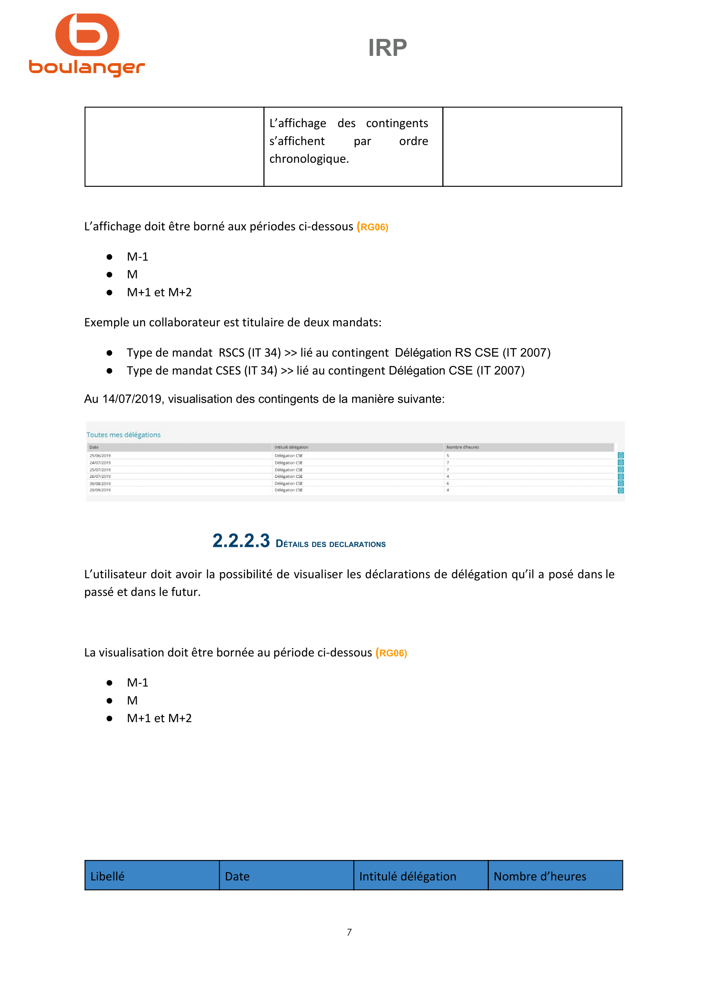 boulanger
IRP
L’affichage des contingents
s’affichent par ordre
chronologique.
L’affichage doit être borné aux périodes ci-dessous (RG06)
● M-1
● M
● M+1 et M+2
Exemple un collaborateur est titulaire de deux mandats:
● Type de mandat RSCS (IT 34) >> lié au contingent Délégation RS CSE (IT 2007)
● Type de mandat CSES (IT 34) >> lié au contingent Délégation CSE (IT 2007)
Au 14/07/2019, visualisation des contingents de la manière suivante:
Toutes mes délégations
Date Intitulé délégation Nombre d'heures
25/06/2019 Délégation CSE 5
24/07/2019 Délégation CSE 7
25/07/2019 Délégation CSE 7
26/07/2019 Délégation CSE 4
30/08/2019 Délégation CSE 6
20/09/2019 Délégation CSE 4
2.2.2.3 DÉTAILS DES DECLARATIONS
L’utilisateur doit avoir la possibilité de visualiser les déclarations de délégation qu’il a posé dans le
passé et dans le futur.
La visualisation doit être bornée au période ci-dessous (RG06)
● M-1
● M
● M+1 et M+2
Libellé Date Intitulé délégation Nombre d’heures
7